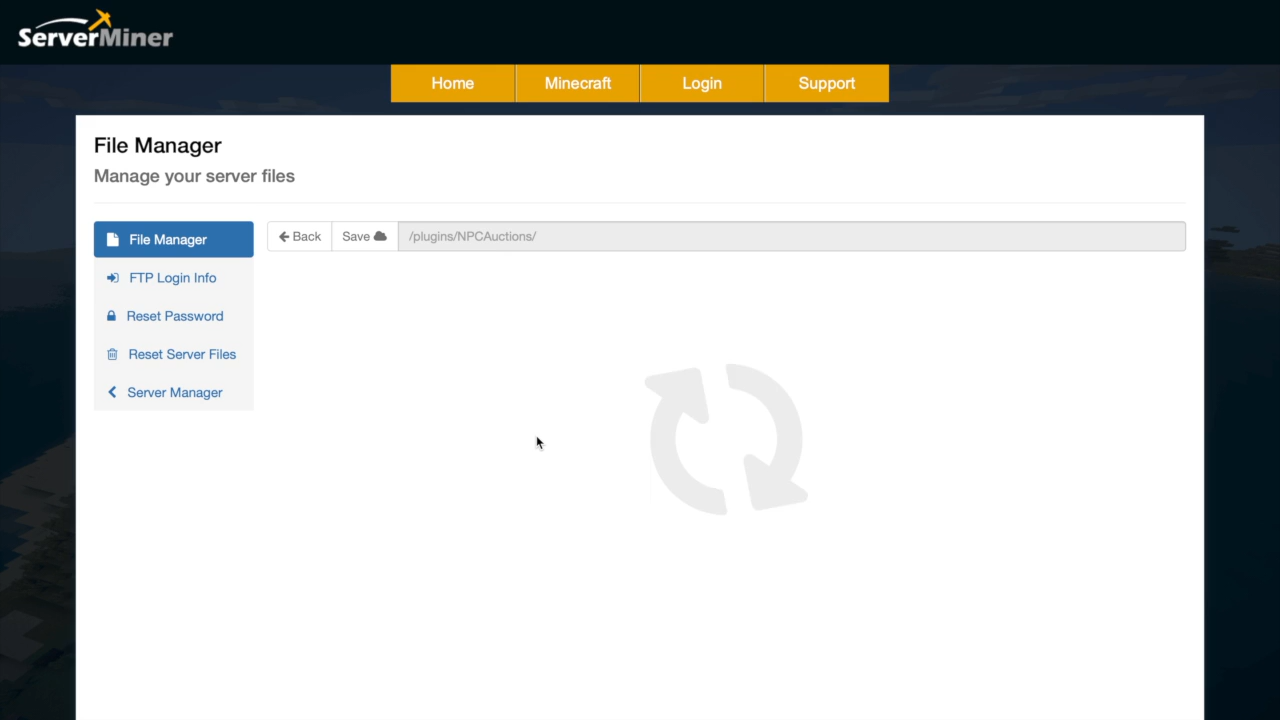 ServerMiner
Home
Minecraft
Login
Support
File Manager
Manage your server files
File Manager
FTP Login Info
Reset Password
Reset Server Files
Server Manager
Back
Save
/plugins/NPCAuctions/